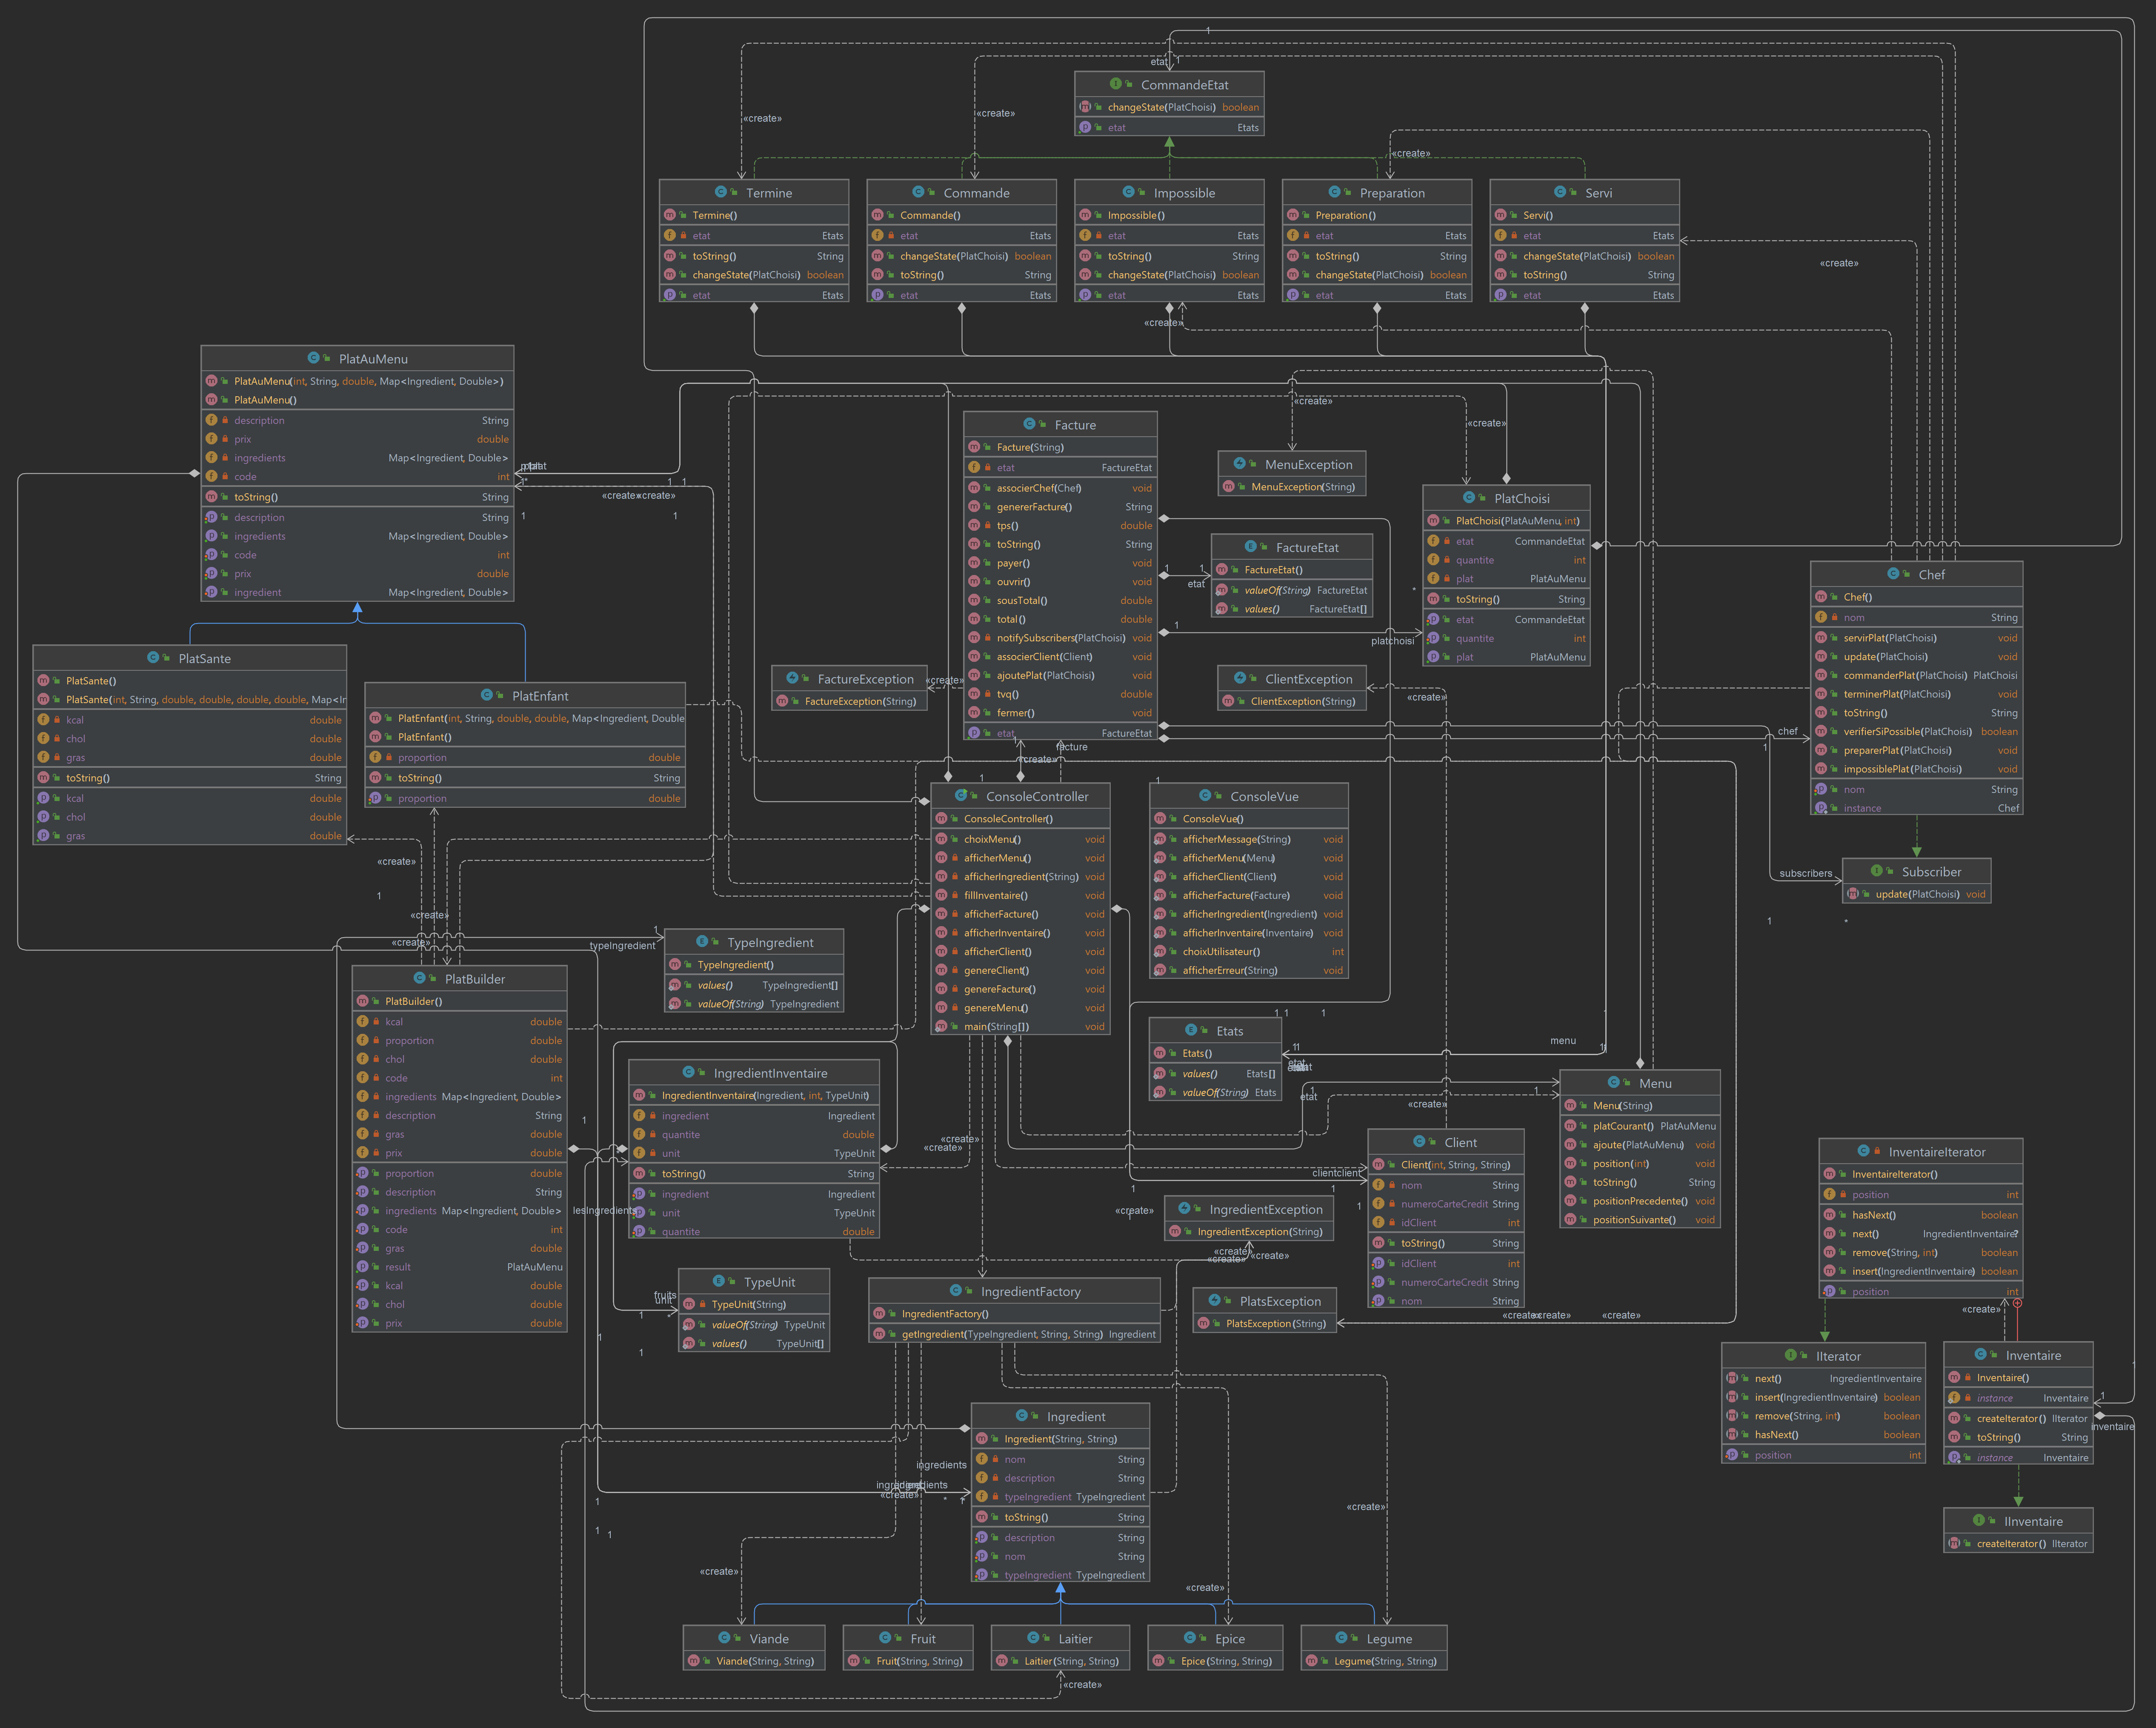 CommandeEtat
changeState(PlatChoisi) boolean
etat Etats
Termine
Termine()
etat Etats
toString() String
changeState(PlatChoisi) boolean
etat Etats
Commande
Commande()
etat Etats
changeState(PlatChoisi) boolean
toString() String
etat Etats
Impossible
Impossible()
etat Etats
toString() String
changeState(PlatChoisi) boolean
etat Etats
Preparation
Preparation()
etat Etats
toString() String
changeState(PlatChoisi) boolean
etat Etats
Servi
Servi()
etat Etats
changeState(PlatChoisi) boolean
toString() String
etat Etats
PlatAuMenu
PlatAuMenu(int, String, double, Map<Ingredient, Double>)
PlatAuMenu()
description String
prix double
ingredients Map<Ingredient, Double>
code int
toString() String
description String
ingredients Map<Ingredient, Double>
code int
prix double
ingredient Map<Ingredient, Double>
Facture
Facture(String)
etat FactureEtat
associerChef(Chef) void
genererFacture() String
tps() double
toString() String
payer() void
ouvrir() void
sousTotal() double
total() double
notifySubscribers(PlatChoisi) void
associerClient(Client) void
ajoutePlat(PlatChoisi) void
tvq() double
fermer() void
etat FactureEtat
MenuException
MenuException(String)
PlatChoisi
PlatChoisi(PlatAuMenu, int)
etat CommandeEtat
quantite int
plat PlatAuMenu
toString() String
etat CommandeEtat
quantite int
plat PlatAuMenu
FactureEtat
FactureEtat()
valueOf(String) FactureEtat
values() FactureEtat[]
Chef
Chef()
nom String
servirPlat(PlatChoisi) void
update(PlatChoisi) void
commanderPlat(PlatChoisi) PlatChoisi
terminerPlat(PlatChoisi) void
toString() String
verifierSiPossible(PlatChoisi) boolean
preparerPlat(PlatChoisi) void
impossiblePlat(PlatChoisi) void
nom String
instance Chef
PlatSante
PlatSante()
PlatSante(int, String, double, double, double, double, Map<Ir
kcal double
chol double
gras double
toString() String
kcal double
chol double
gras double
PlatEnfant
PlatEnfant(int, String, double, double, Map<Ingredient, Double
PlatEnfant()
proportion double
toString() String
proportion double
FactureException
FactureException(String)
ClientException
ClientException(String)
ConsoleController
ConsoleController()
choixMenu() void
afficherMenu() void
afficherIngredient(String) void
fillInventaire() void
afficherFacture() void
afficherInventaire() void
afficherClient() void
genereClient() void
genereFacture() void
genereMenu() void
main(String[]) void
ConsoleVue
ConsoleVue()
afficherMessage(String) void
afficherMenu(Menu) void
afficherClient(Client) void
afficherFacture(Facture) void
afficherIngredient(Ingredient) void
afficherInventaire(Inventaire) void
choixUtilisateur() int
afficherErreur(String) void
Subscriber
update(PlatChoisi) void
TypeIngredient
TypeIngredient()
values() TypeIngredient[]
valueOf(String) TypeIngredient
PlatBuilder
PlatBuilder()
kcal double
proportion double
chol double
code int
ingredients Map<Ingredient, Double>
description String
gras double
prix double
proportion double
description String
ingredients Map<Ingredient, Double>
code int
gras double
result PlatAuMenu
kcal double
chol double
prix double
IngredientInventaire
IngredientInventaire(Ingredient, int, TypeUnit)
ingredient Ingredient
quantite double
unit TypeUnit
toString() String
ingredient Ingredient
unit TypeUnit
quantite double
Etats
Etats()
values() Etats[]
valueOf(String) Etats
Menu
Menu(String)
platCourant() PlatAuMenu
ajoute(PlatAuMenu) void
position(int) void
toString() String
positionPrecedente() void
positionSuivante() void
Client
Client(int, String, String)
nom String
numeroCarteCredit String
idClient int
toString() String
idClient int
numeroCarteCredit String
nom String
InventaireIterator
InventaireIterator()
position int
hasNext() boolean
next() IngredientInventaire?
remove(String, int) boolean
insert(IngredientInventaire) boolean
position int
IngredientException
IngredientException(String)
TypeUnit
TypeUnit(String)
valueOf(String) TypeUnit
values() TypeUnit[]
IngredientFactory
IngredientFactory()
getIngredient(TypeIngredient, String, String) Ingredient
PlatsException
PlatsException(String)
IIterator
next() IngredientInventaire
insert(IngredientInventaire) boolean
remove(String, int) boolean
hasNext() boolean
position int
Inventaire
Inventaire()
instance Inventaire
createIterator() IIterator
toString() String
instance Inventaire
Ingredient
Ingredient(String, String)
nom String
description String
typeIngredient TypeIngredient
toString() String
description String
nom String
typeIngredient TypeIngredient
IInventaire
createIterator() IIterator
Viande
Viande(String, String)
Fruit
Fruit(String, String)
Laitier
Laitier(String, String)
Epice
Epice(String, String)
Legume
Legume(String, String)
etat
«create»
«create»
«create»
«create»
«create»
«create»
«create»
etat
platchoisi
«create»
«create»
chef
facture
«create»
subscribers
«create»
«create»
«create»
typeIngredient
menu
etat
«create»
«create»
«create»
clientclient
«create»
lesIngredients
fruits
unit
«create»
«create»
inventaire
ingredients
«create»
«create»
«create»
«create»
«create»